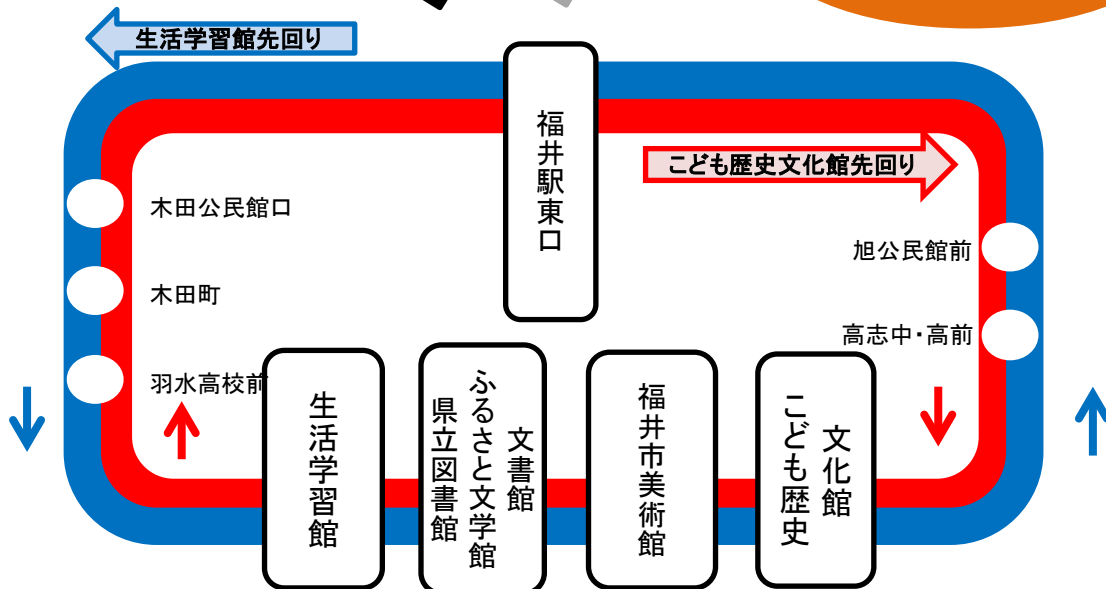 生活学習館先回り
福井駅東口
こども歴史文化館先回り
木田公民館口
木田町
羽水高校前
旭公民館前
高志中・高前
生活学習館
文書館
ふるさと文学館
県立図書館
福井市美術館
文化館
こども歴史